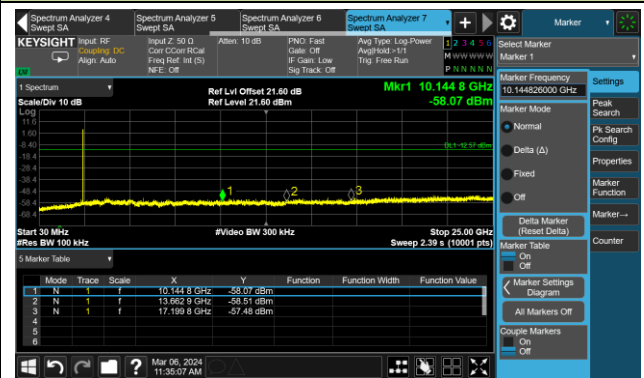 Spectrum Analyzer 4
Swept SA
Spectrum Analyzer 5
Swept SA
Spectrum Analyzer 6
Swept SA
Spectrum Analyzer 7
Swept SA
Marker
KEYSIGHT
Input: RF
Coupling: DC
Align: Auto
Input Z: 50 Ω
Corr CCorr RCal
Freq Ref: Int (S)
NFE: Off
Atten: 10 dB
PNO: Fast
Gate: Off
IF Gain: Low
Sig Track: Off
Avg Type: Log-Power
Avg|Hold:>1/1
Trig: Free Run
1 2 3 4 5 6
M W W W W W
P N N N N N
Select Marker
Marker 1
LV
1 Spectrum
Scale/Div 10 dB
Ref Lvl Offset 21.60 dB
Ref Level 21.60 dBm
Mkr1 10.144 8 GHz
-58.07 dBm
Log
11.6
1.60
-8.40
-18.4
-28.4
-38.4
-48.4
-58.4
-68.4
DL1 -12.57 dBm
1
2
3
Start 30 MHz
#Res BW 100 kHz
#Video BW 300 kHz
Stop 25.00 GHz
Sweep 2.39 s (10001 pts)
5 Marker Table
Mode Trace Scale X Y Function Function Width Function Value
1 N 1 f 10.144 8 GHz -58.07 dBm
2 N 1 f 13.662 9 GHz -58.51 dBm
3 N 1 f 17.199 8 GHz -57.48 dBm
4
5
6
Marker Frequency
10.144826000 GHz
Marker Mode
Normal
Delta (Δ)
Fixed
Off
Delta Marker
(Reset Delta)
Marker Table
On
Off
Marker Settings
Diagram
All Markers Off
Couple Markers
On
Off
Settings
Peak
Search
Pk Search
Config
Properties
Marker
Function
Marker→
Counter
?
Mar 06, 2024
11:35:07 AM